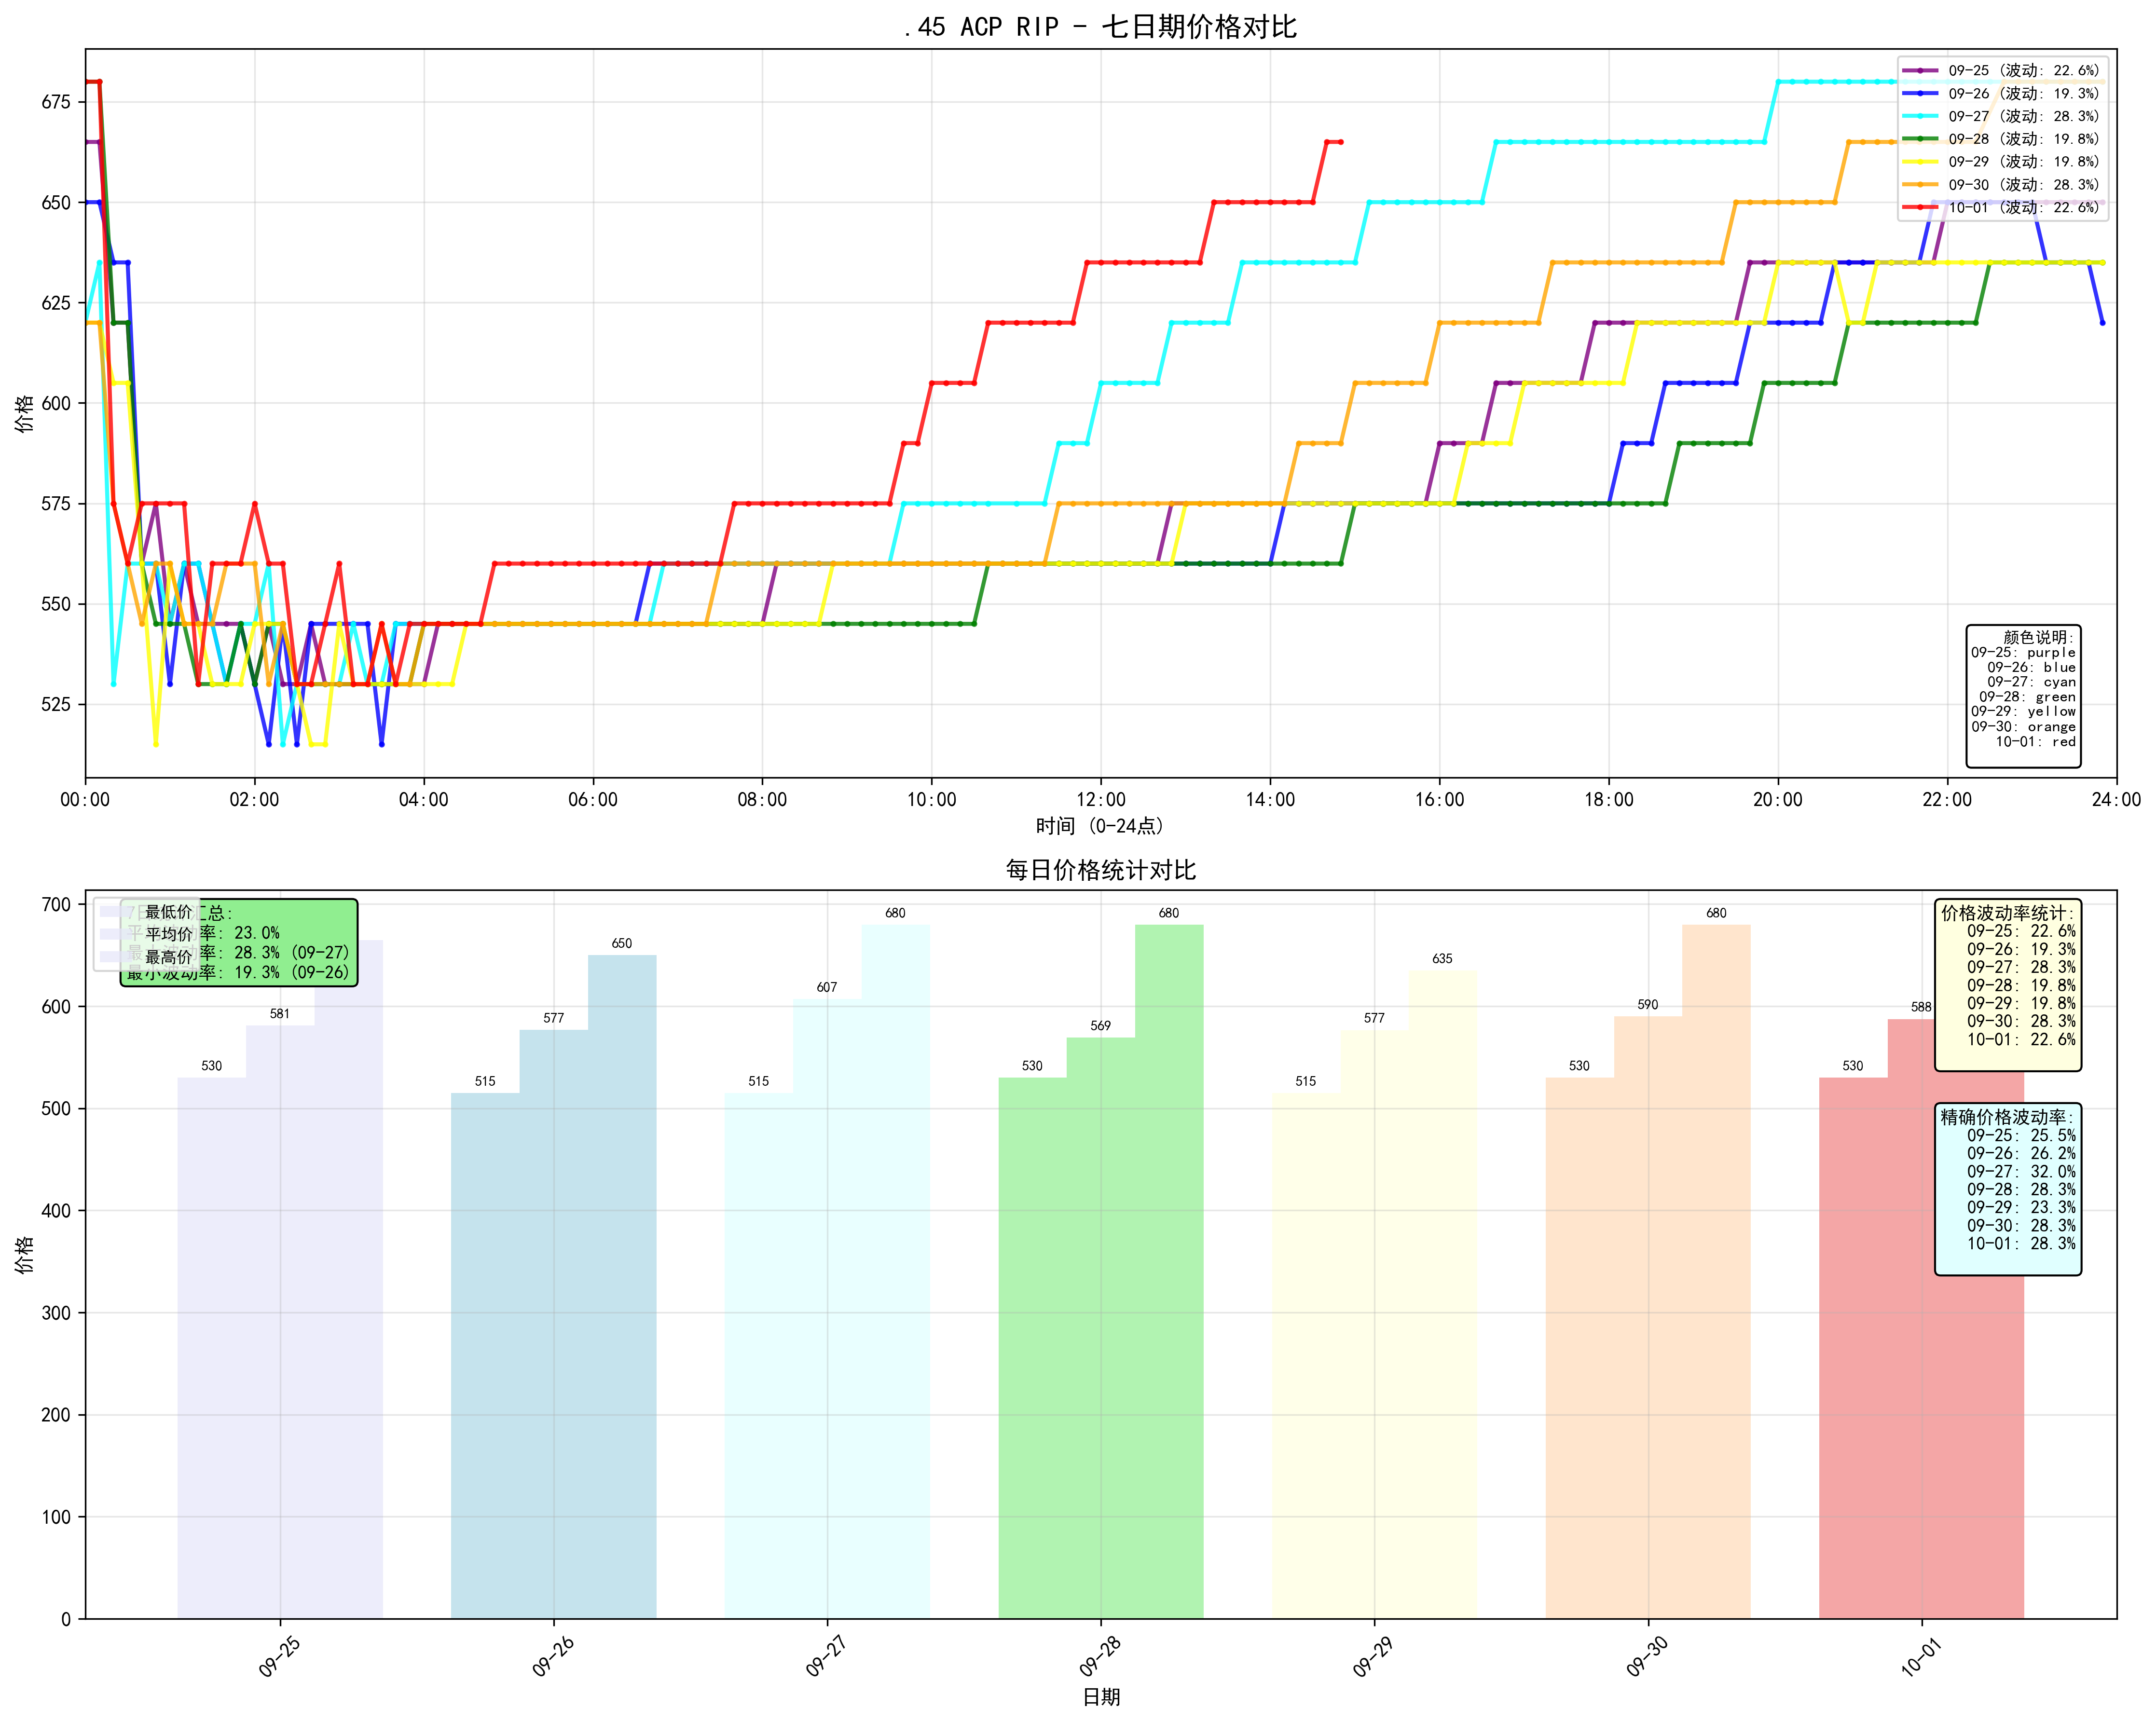 .45 ACP RIP - 七日期价格对比
价格
675
650
625
600
575
550
525
09-25 (波动: 22.6%)
09-26 (波动: 19.3%)
09-27 (波动: 28.3%)
09-28 (波动: 19.8%)
09-29 (波动: 19.8%)
09-30 (波动: 28.3%)
10-01 (波动: 22.6%)
颜色说明:
09-25: purple
09-26: blue
09-27: cyan
09-28: green
09-29: yellow
09-30: orange
10-01: red
00:00 02:00 04:00 06:00 08:00 10:00 12:00 14:00 16:00 18:00 20:00 22:00 24:00
时间 (0-24点)
每日价格统计对比
价格
700
600
500
400
300
200
100
0
最低价
平均价
最高价
7日 汇总:
率: 23.0%
最 率: 28.3% (09-27)
最小波动率: 19.3% (09-26)
530 581
515 577 650
515 607 680
530 569 680
515 577 635
530 590 680
530 588
价格波动率统计:
09-25: 22.6%
09-26: 19.3%
09-27: 28.3%
09-28: 19.8%
09-29: 19.8%
09-30: 28.3%
10-01: 22.6%
精确价格波动率:
09-25: 25.5%
09-26: 26.2%
09-27: 32.0%
09-28: 28.3%
09-29: 23.3%
09-30: 28.3%
10-01: 28.3%
09-25 09-26 09-27 09-28 09-29 09-30 10-01
日期